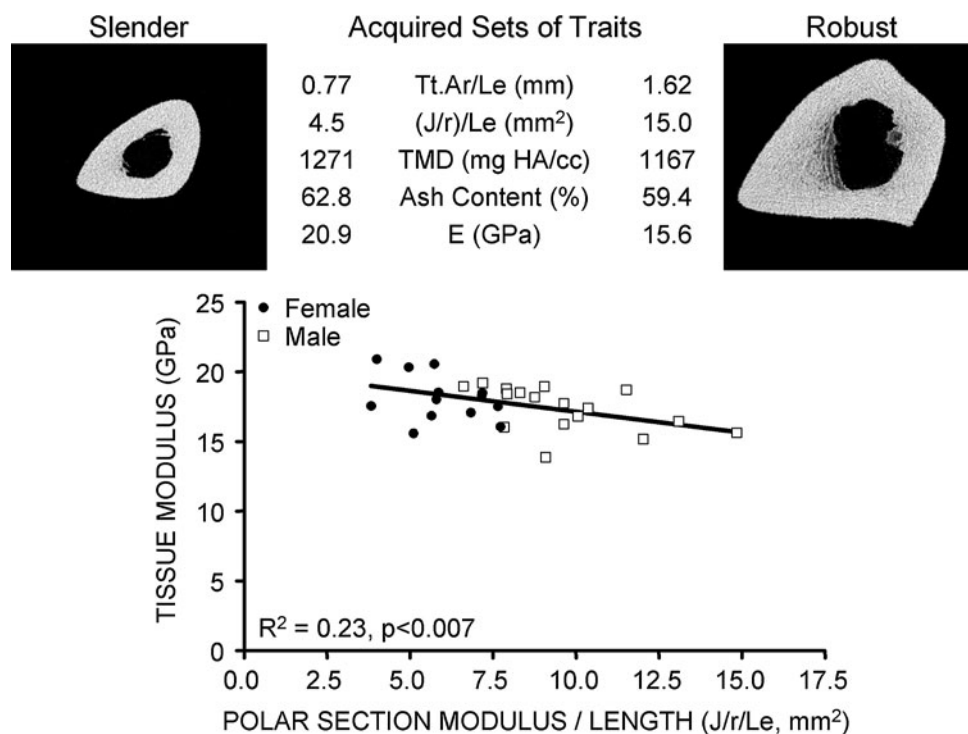 Slender Acquired Sets of Traits Robust
0.77 Tt.Ar/Le (mm) 1.62
4.5 (J/r)/Le (mm²) 15.0
1271 TMD (mg HA/cc) 1167
62.8 Ash Content (%) 59.4
20.9 E (GPa) 15.6
Female
Male
TISSUE MODULUS (GPa)
25
20
15
10
5
0
R² = 0.23, p<0.007
0.0 2.5 5.0 7.5 10.0 12.5 15.0 17.5
POLAR SECTION MODULUS / LENGTH (J/r/Le, mm²)